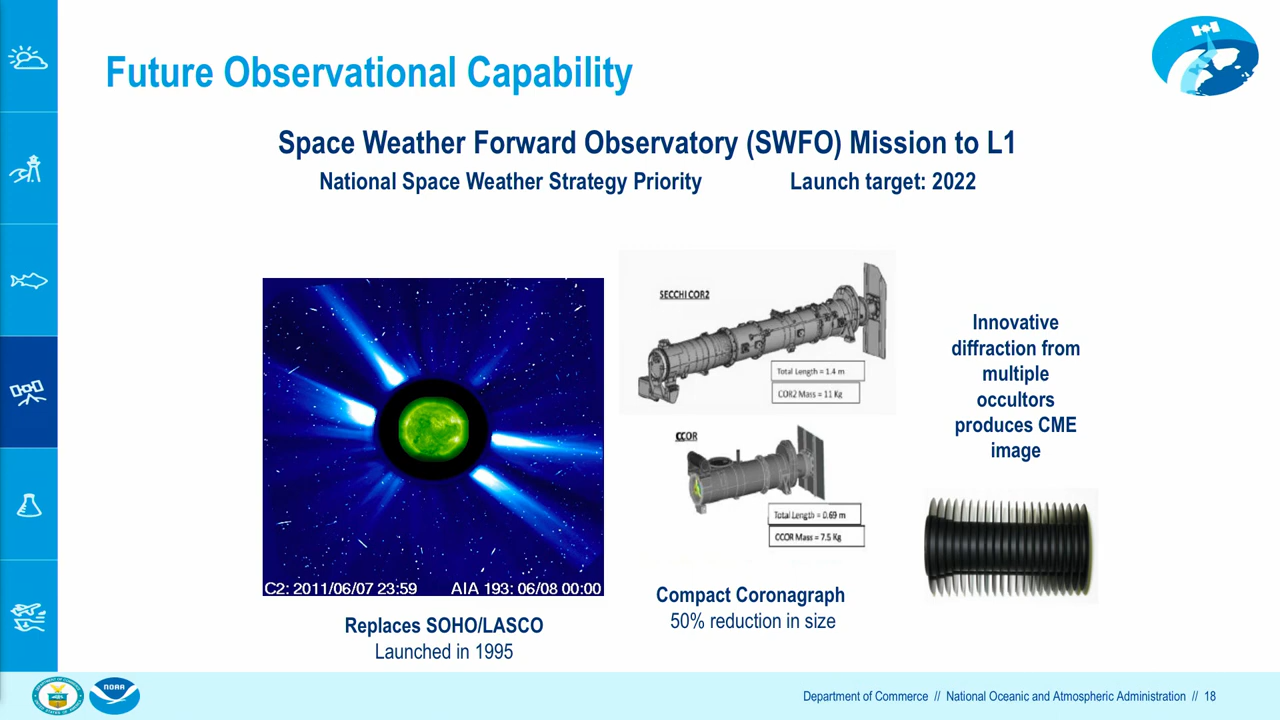 Future Observational Capability
Space Weather Forward Observatory (SWFO) Mission to L1
National Space Weather Strategy Priority
Launch target: 2022
C2: 2011/06/07 23:59
AIA 193: 06/08 00:00
Replaces SOHO/LASCO
Launched in 1995
SECCHI COR2
Total Length = 1.4 m
COR2 Mass = 11 Kg
CCOR
Total Length = 0.69 m
CCOR Mass = 7.5 Kg
Compact Coronagraph
50% reduction in size
Innovative
diffraction from
multiple
occultors
produces CME
image
NOAA
Department of Commerce // National Oceanic and Atmospheric Administration // 18